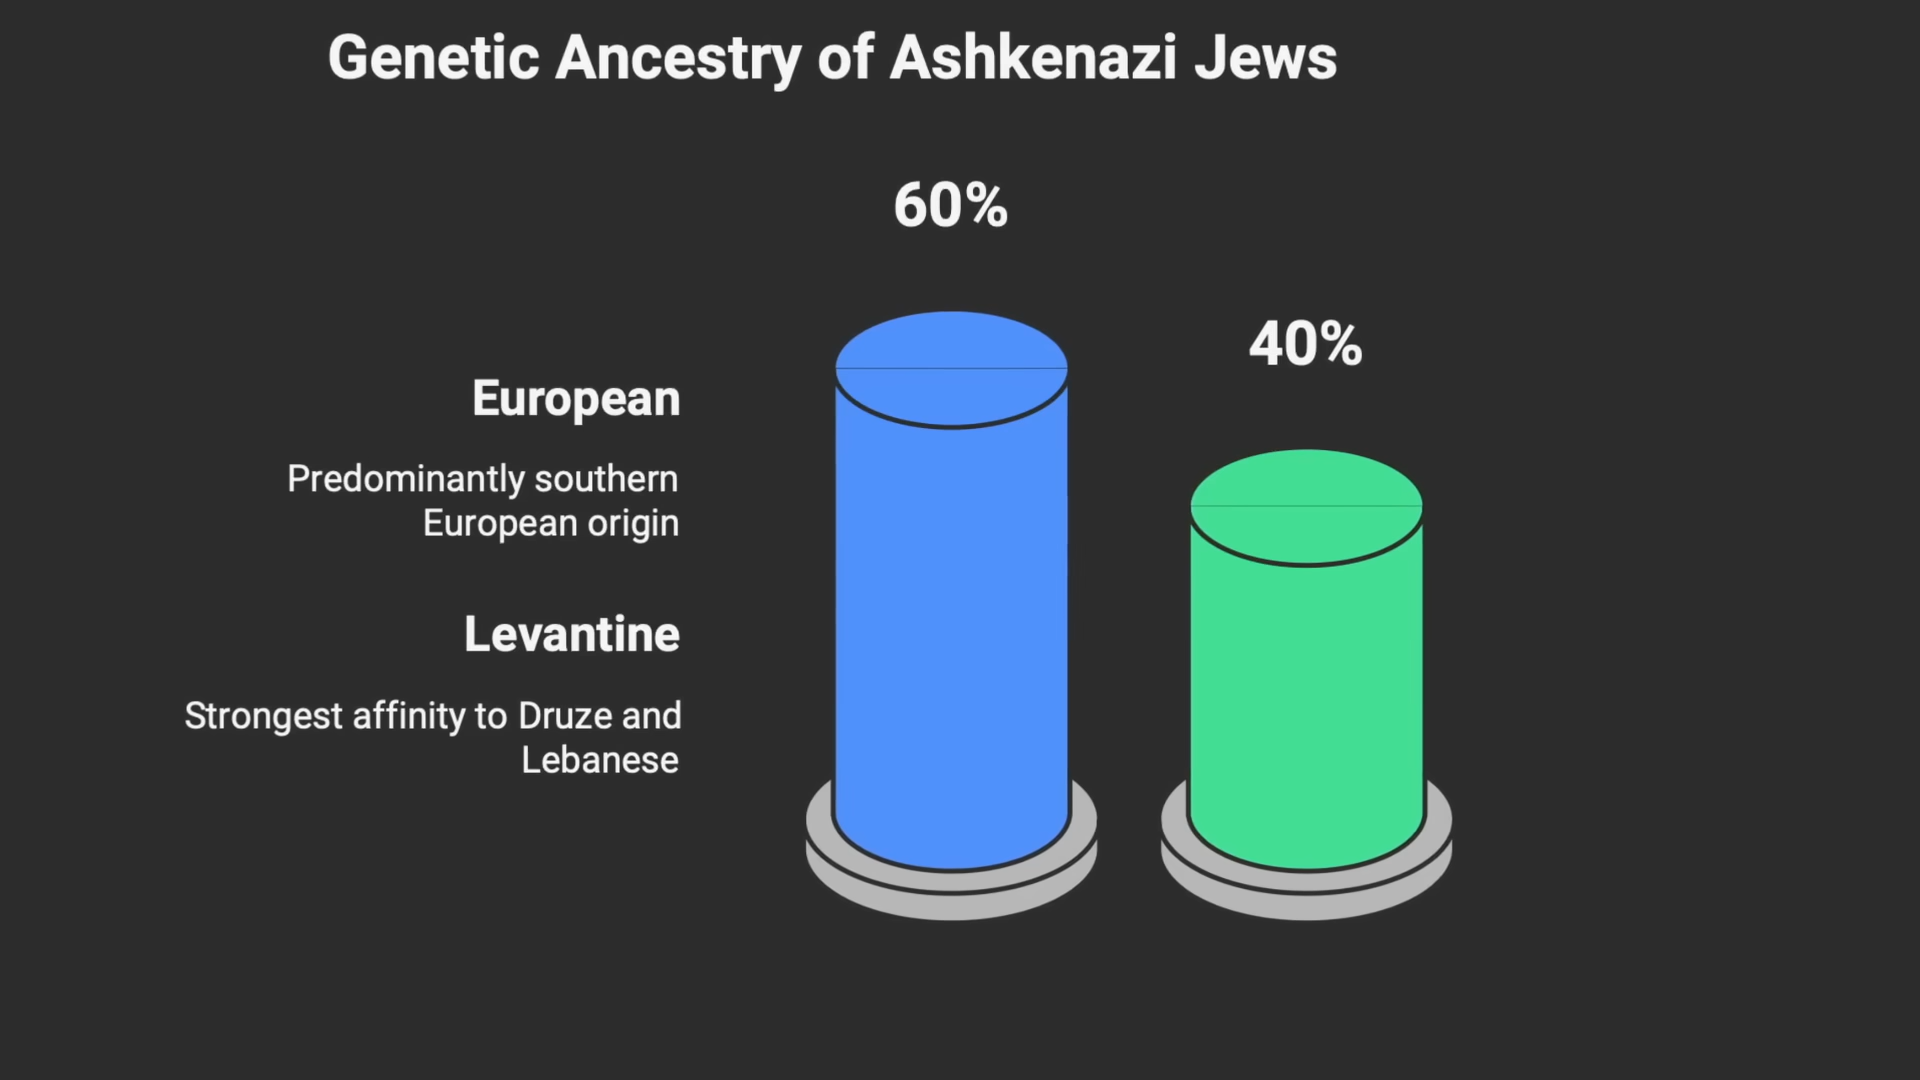 Genetic Ancestry of Ashkenazi Jews
60%
40%
European
Predominantly southern
European origin
Levantine
Strongest affinity to Druze and
Lebanese